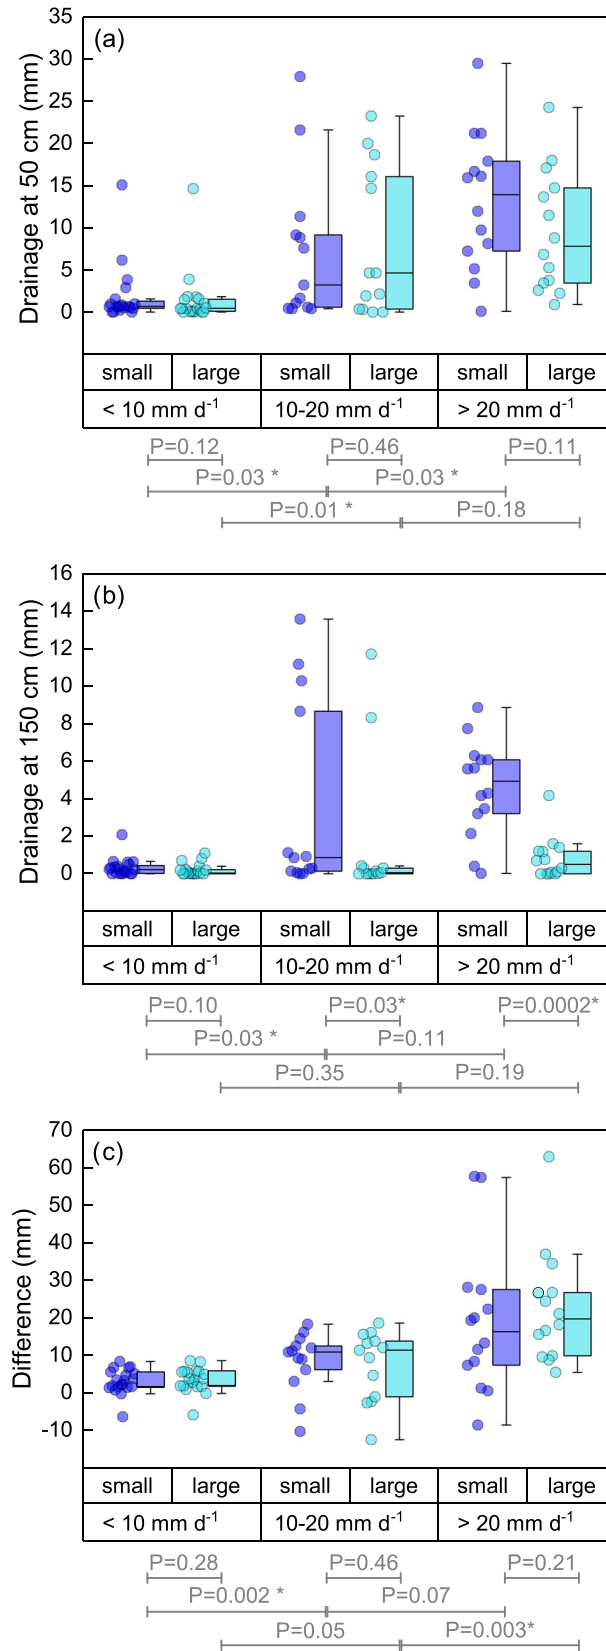 (a)
Drainage at 50 cm (mm)
35
30
25
20
15
10
5
0
small large small large small large
< 10 mm d-1 10-20 mm d-1 > 20 mm d-1
P=0.12 P=0.46 P=0.11
P=0.03 * P=0.03 *
P=0.01 * P=0.18
(b)
Drainage at 150 cm (mm)
16
14
12
10
8
6
4
2
0
small large small large small large
< 10 mm d-1 10-20 mm d-1 > 20 mm d-1
P=0.10 P=0.03* P=0.0002*
P=0.03 * P=0.11
P=0.35 P=0.19
(c)
Difference (mm)
70
60
50
40
30
20
10
0
-10
small large small large small large
< 10 mm d-1 10-20 mm d-1 > 20 mm d-1
P=0.28 P=0.46 P=0.21
P=0.002 * P=0.07
P=0.05 P=0.003*